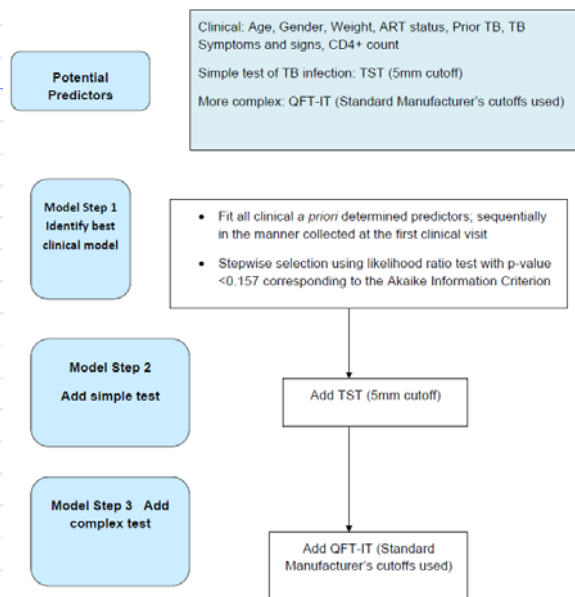 Clinical: Age, Gender, Weight, ART status, Prior TB, TB
Symptoms and signs, CD4+ count
Simple test of TB infection: TST (5mm cutoff)
More complex: QFT-IT (Standard Manufacturer's cutoffs used)
Potential
Predictors
Model Step 1
Identify best
clinical model
• Fit all clinical a priori determined predictors; sequentially
in the manner collected at the first clinical visit
• Stepwise selection using likelihood ratio test with p-value
<0.157 corresponding to the Akaike Information Criterion
Model Step 2
Add simple test
Add TST (5mm cutoff)
Model Step 3 Add
complex test
Add QFT-IT (Standard
Manufacturer's cutoffs used)